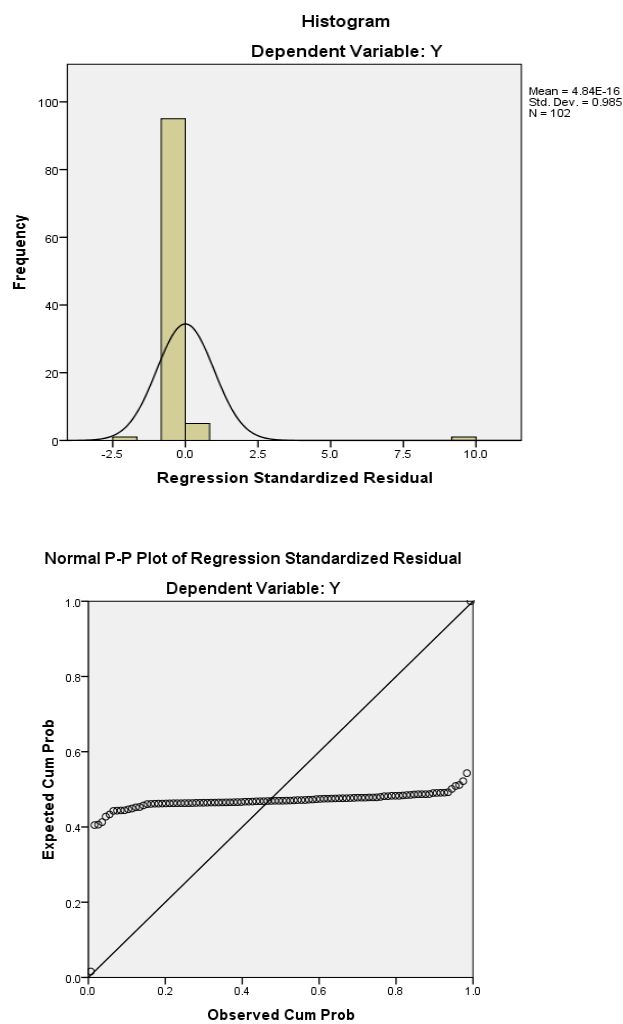 Histogram
Dependent Variable: Y
Mean = 4.84E-16
Std. Dev. = 0.985
N = 102
Frequency
100
80
60
40
20
0
-2.5 0.0 2.5 5.0 7.5 10.0
Regression Standardized Residual
Normal P-P Plot of Regression Standardized Residual
Dependent Variable: Y
Expected Cum Prob
1.0
0.8
0.6
0.4
0.2
0.0
0.0 0.2 0.4 0.6 0.8 1.0
Observed Cum Prob